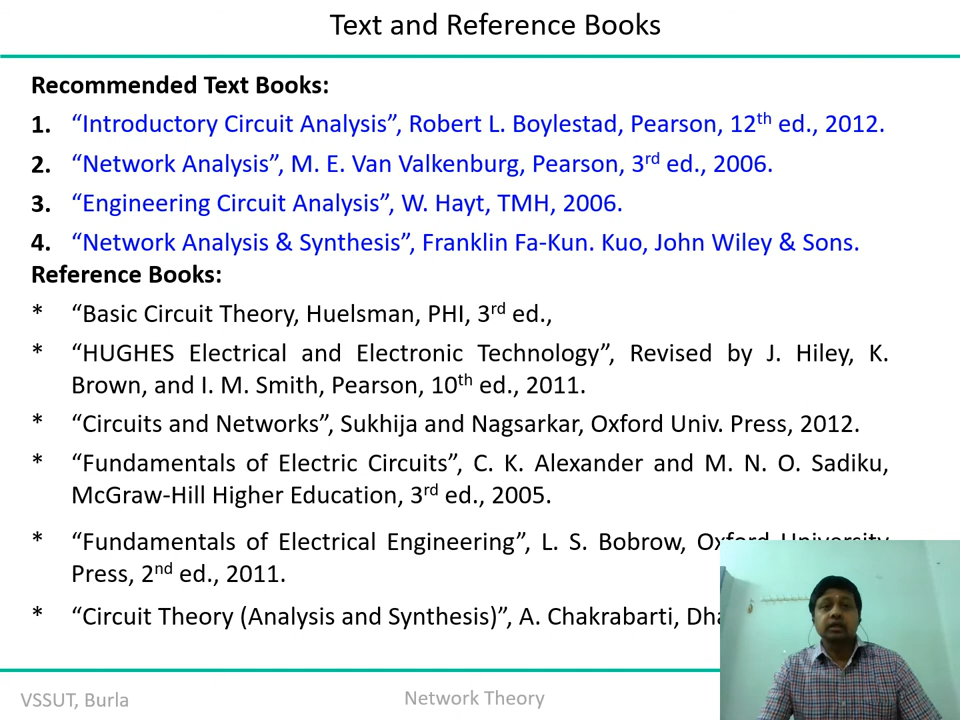 Text and Reference Books
Recommended Text Books:
1. “Introductory Circuit Analysis”, Robert L. Boylestad, Pearson, 12th ed., 2012.
2. “Network Analysis”, M. E. Van Valkenburg, Pearson, 3rd ed., 2006.
3. “Engineering Circuit Analysis”, W. Hayt, TMH, 2006.
4. “Network Analysis & Synthesis”, Franklin Fa-Kun. Kuo, John Wiley & Sons.
Reference Books:
* “Basic Circuit Theory, Huelsman, PHI, 3rd ed.,
* “HUGHES Electrical and Electronic Technology”, Revised by J. Hiley, K.
Brown, and I. M. Smith, Pearson, 10th ed., 2011.
* “Circuits and Networks”, Sukhija and Nagsarkar, Oxford Univ. Press, 2012.
* “Fundamentals of Electric Circuits”, C. K. Alexander and M. N. O. Sadiku,
McGraw-Hill Higher Education, 3rd ed., 2005.
* “Fundamentals of Electrical Engineering”, L. S. Bobrow, Oxford University
Press, 2nd ed., 2011.
* “Circuit Theory (Analysis and Synthesis)”, A. Chakrabarti,
VSSUT, Burla
Network Theory